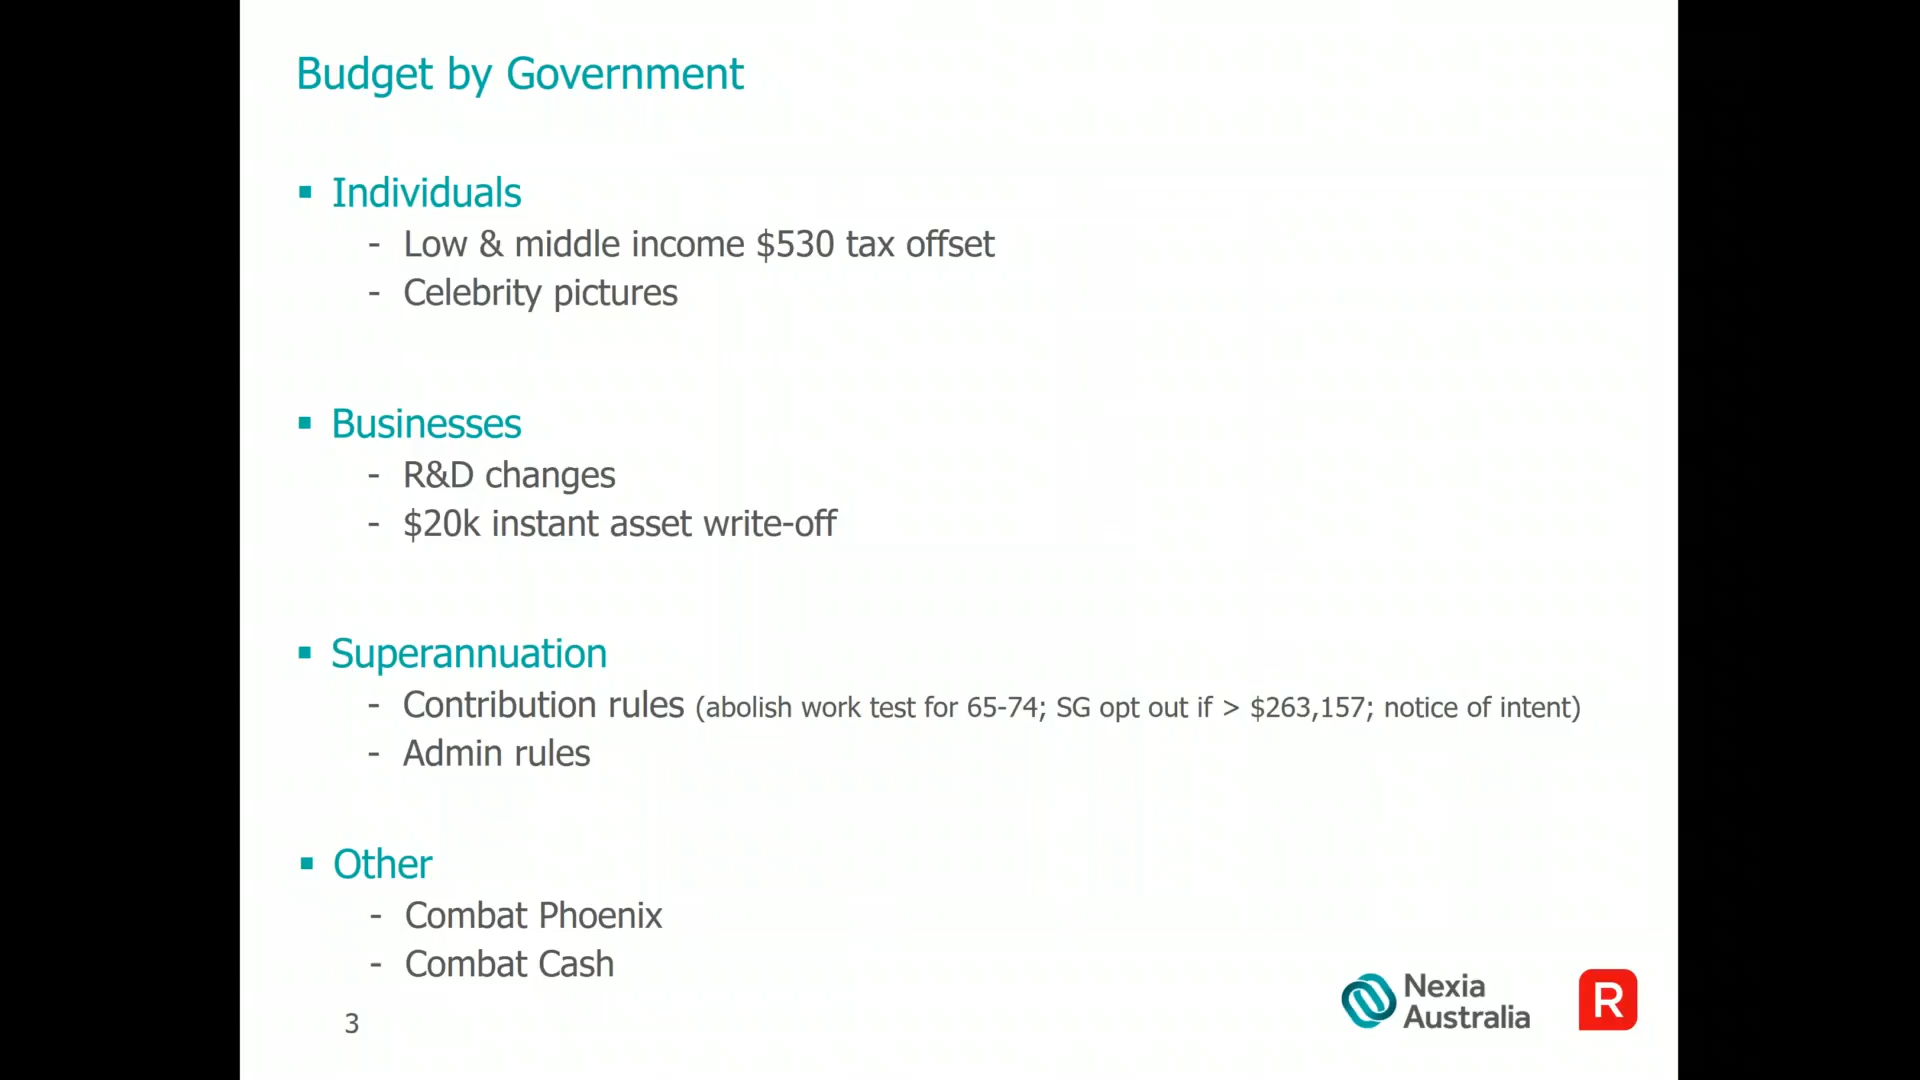 Budget by Government
▪ Individuals
- Low & middle income $530 tax offset
- Celebrity pictures
▪ Businesses
- R&D changes
- $20k instant asset write-off
▪ Superannuation
- Contribution rules (abolish work test for 65-74; SG opt out if > $263,157; notice of intent)
- Admin rules
▪ Other
- Combat Phoenix
- Combat Cash
3
Nexia
Australia
R